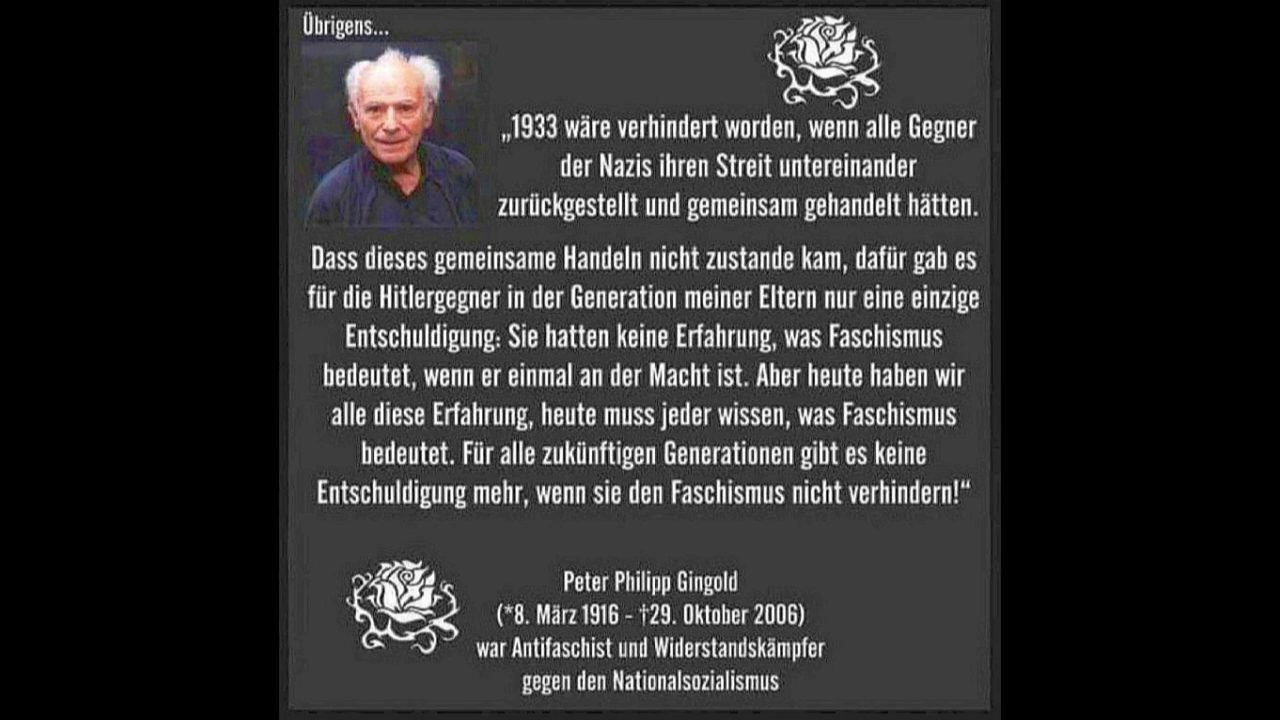 Übrigens...
„1933 wäre verhindert worden, wenn alle Gegner
der Nazis ihren Streit untereinander
zurückgestellt und gemeinsam gehandelt hätten.
Dass dieses gemeinsame Handeln nicht zustande kam, dafür gab es
für die Hitlergegner in der Generation meiner Eltern nur eine einzige
Entschuldigung: Sie hatten keine Erfahrung, was Faschismus
bedeutet, wenn er einmal an der Macht ist. Aber heute haben wir
alle diese Erfahrung, heute muss jeder wissen, was Faschismus
bedeutet. Für alle zukünftigen Generationen gibt es keine
Entschuldigung mehr, wenn sie den Faschismus nicht verhindern!“
Peter Philipp Gingold
(*8. März 1916 - †29. Oktober 2006)
war Antifaschist und Widerstandskämpfer
gegen den Nationalsozialismus